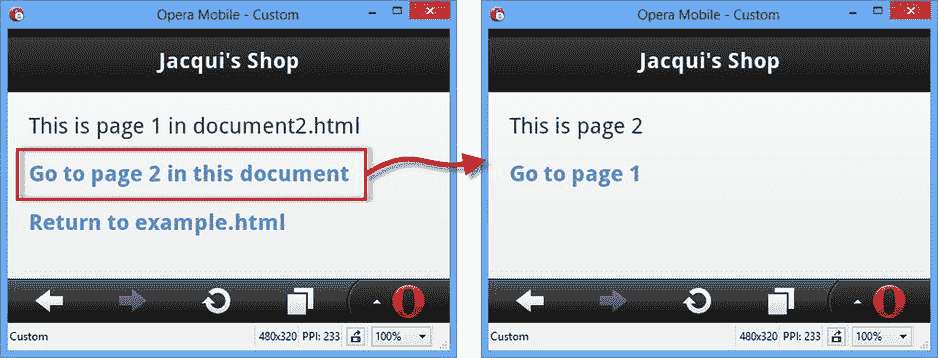 Opera Mobile - Custom
Jacqui's Shop
This is page 1 in document2.html
Go to page 2 in this document
Return to example.html
Custom 480x320 PPI: 233 100%
Opera Mobile - Custom
Jacqui's Shop
This is page 2
Go to page 1
Custom 480x320 PPI: 233 100%